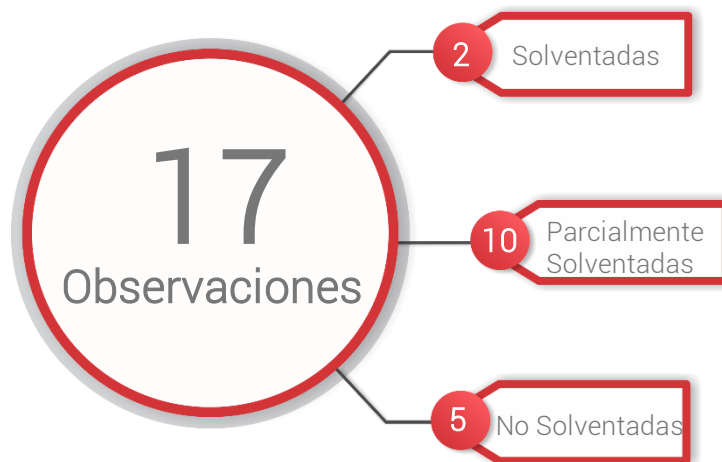 17
Observaciones
2
Solventadas
10
Parcialmente
Solventadas
5
No Solventadas